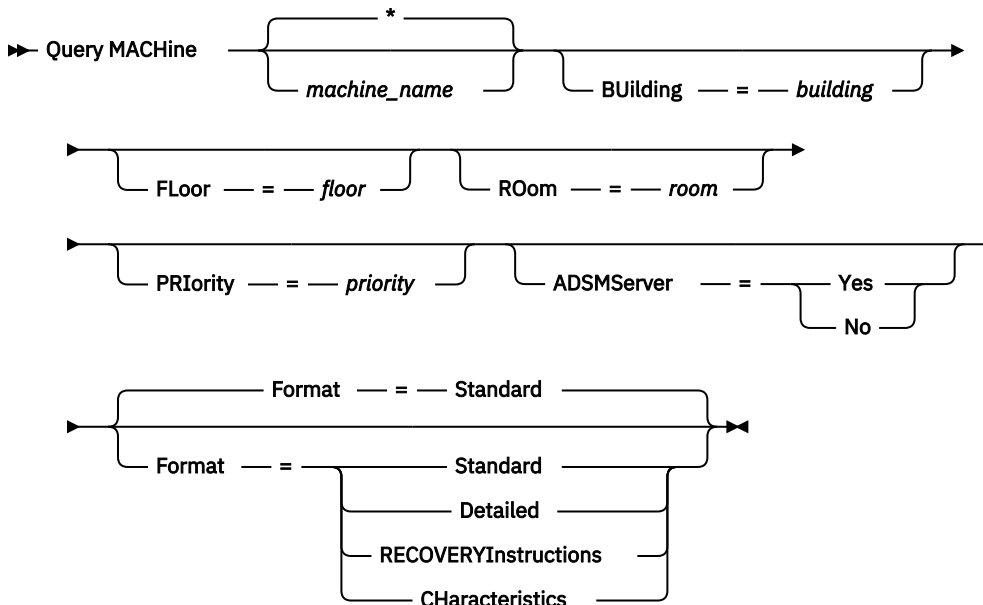 *
Query MACHine
machine_name
BUilding = building
FLoor = floor
ROom = room
PRIority = priority
ADSMServer = Yes
No
Format = Standard
Format = Standard
Detailed
RECOVERYInstructions
CHaracteristics